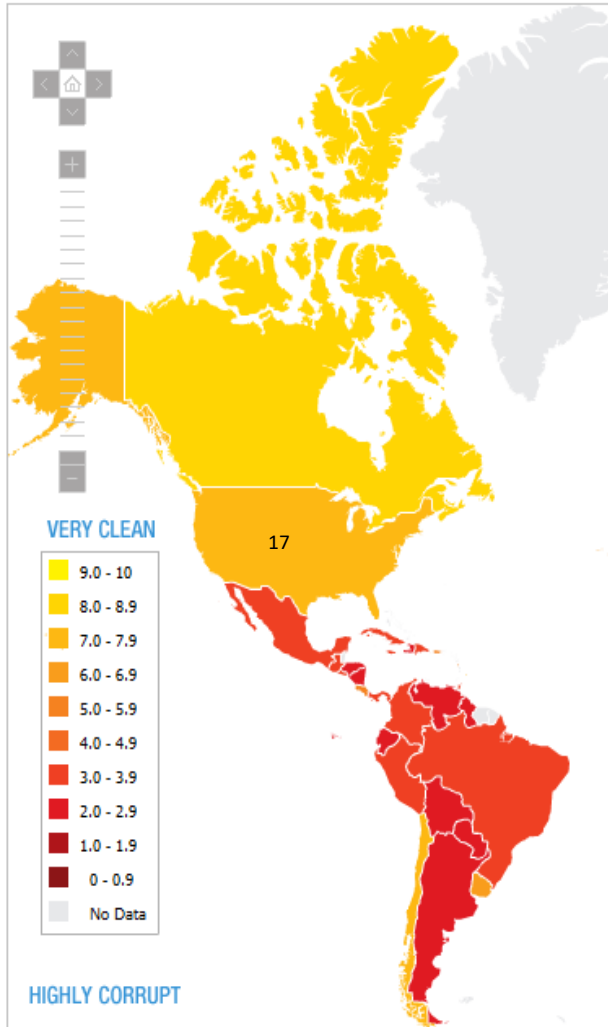 17
VERY CLEAN
9.0 - 10
8.0 - 8.9
7.0 - 7.9
6.0 - 6.9
5.0 - 5.9
4.0 - 4.9
3.0 - 3.9
2.0 - 2.9
1.0 - 1.9
0 - 0.9
No Data
HIGHLY CORRUPT